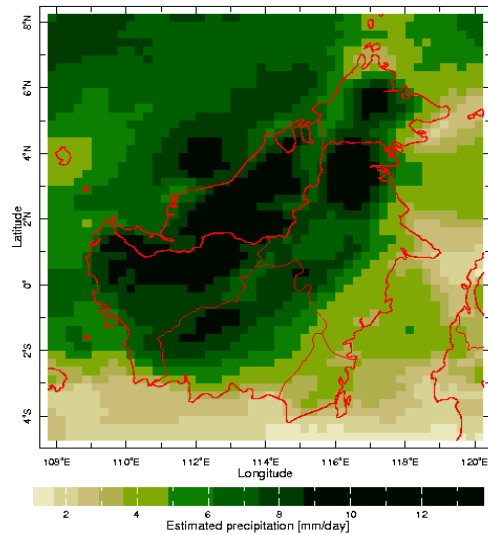 8°N
6°N
4°N
2°N
0°
2°S
4°S
Latitude
108°E 110°E 112°E 114°E 116°E 118°E 120°E
Longitude
2 4 6 8 10 12
Estimated precipitation [mm/day]